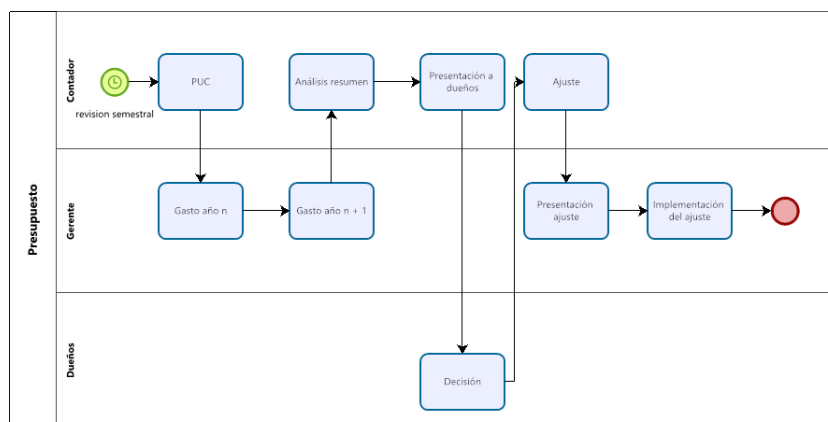 Presupuesto
Contador
revision semestral
PUC
Análisis resumen
Presentación a
dueños
Ajuste
Gerente
Gasto año n
Gasto año n + 1
Presentación
ajuste
Implementación
del ajuste
Dueños
Decisión